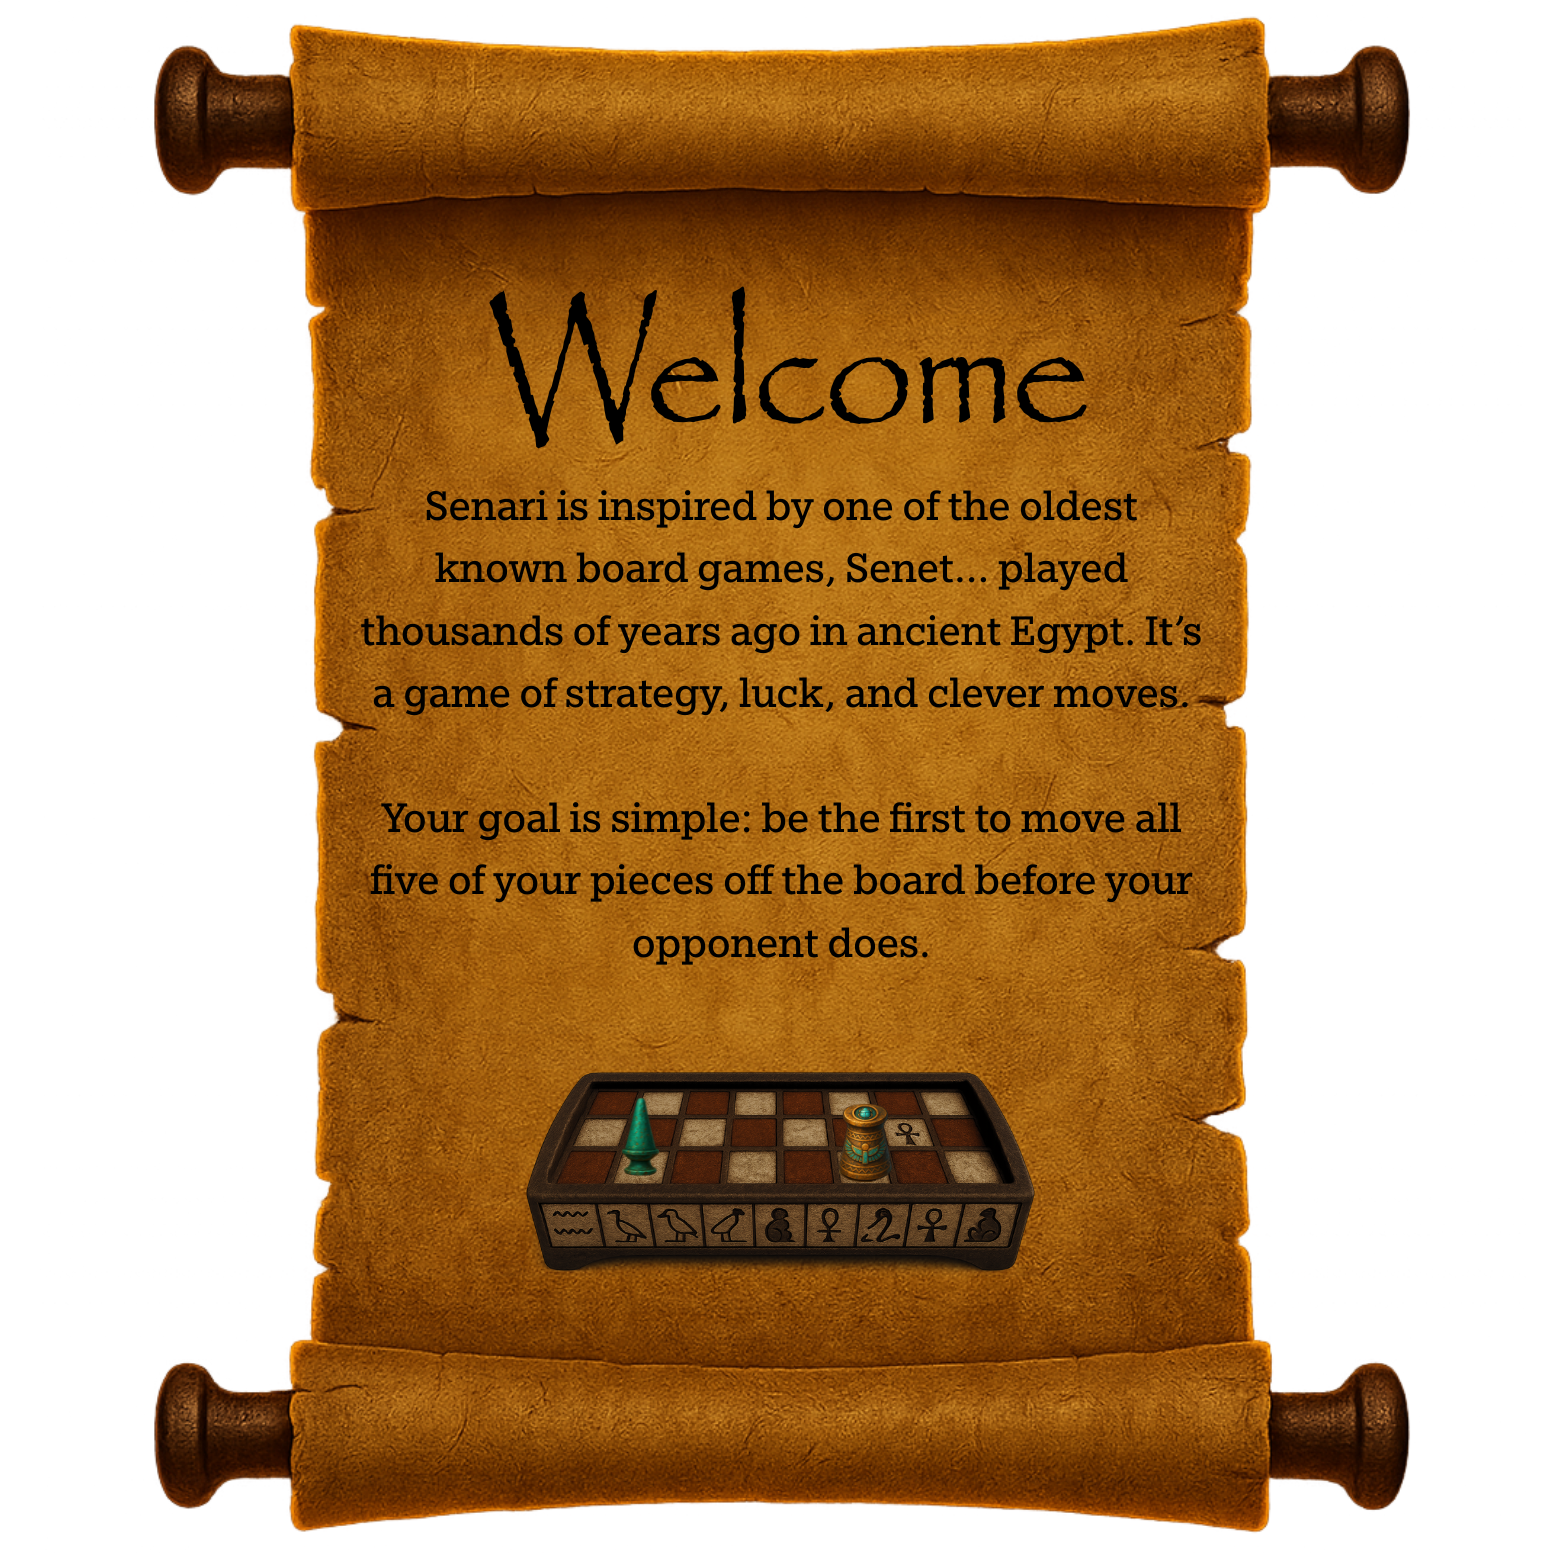 Welcome
Senari is inspired by one of the oldest
known board games, Senet... played
thousands of years ago in ancient Egypt. It’s
a game of strategy, luck, and clever moves.
Your goal is simple: be the first to move all
five of your pieces off the board before your
opponent does.